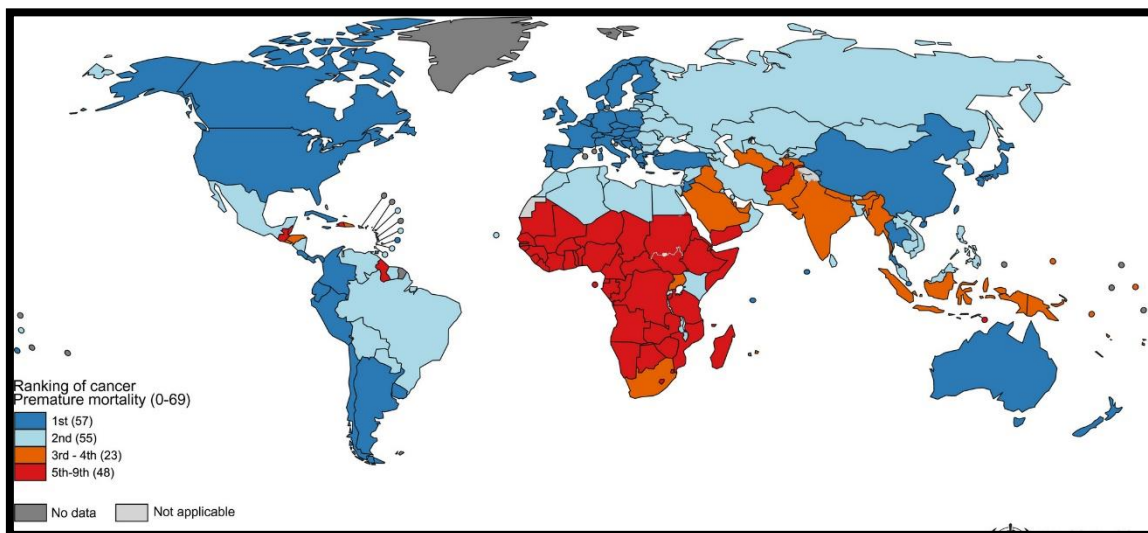 Ranking of cancer
Premature mortality (0-69)
1st (57)
2nd (55)
3rd - 4th (23)
5th-9th (48)
No data
Not applicable